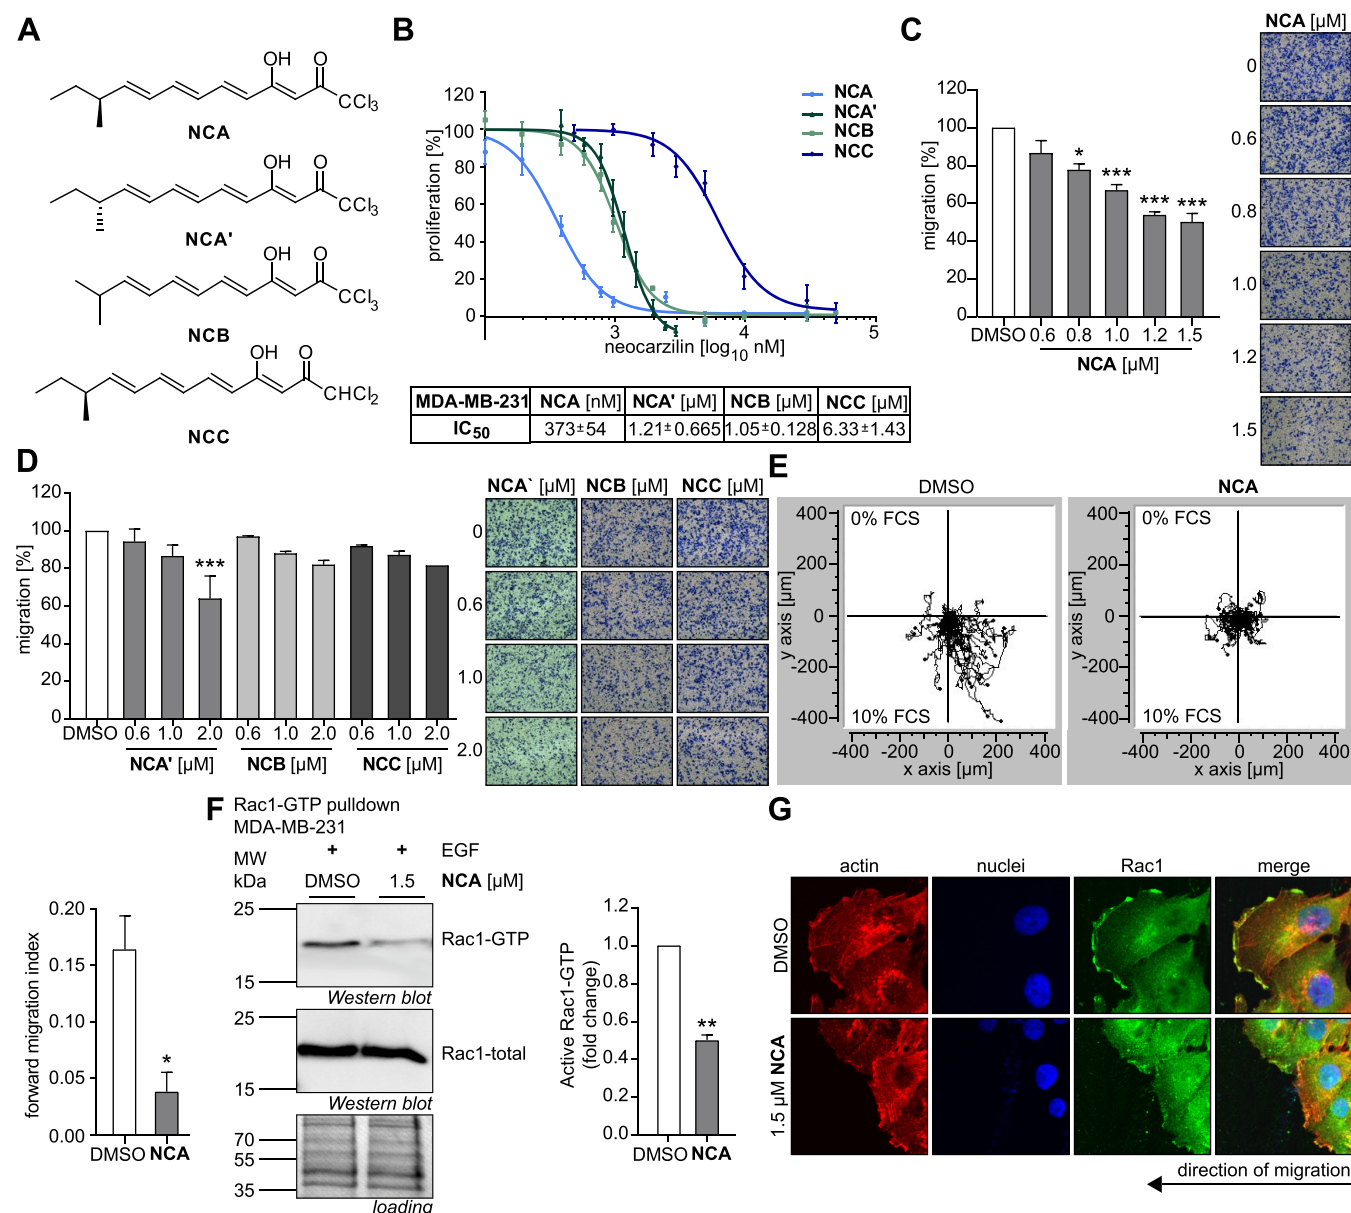 A
OH
O
CCl3
NCA
OH
O
CCl3
NCA'
OH
O
CCl3
NCB
OH
O
CHCl2
NCC
B
proliferation [%]
120
100
80
60
40
20
0
3
4
5
neocarzilin [log10 nM]
NCA
NCA'
NCB
NCC
MDA-MB-231 NCA [nM] NCA' [µM] NCB [µM] NCC [µM]
IC50 373±54 1.21±0.665 1.05±0.128 6.33±1.43
C
migration [%]
120
100
80
60
40
20
0
* *** *** ***
DMSO 0.6 0.8 1.0 1.2 1.5
NCA [µM]
NCA [µM]
0
0.6
0.8
1.0
1.2
1.5
D
migration [%]
120
100
80
60
40
20
0
***
DMSO 0.6 1.0 2.0 0.6 1.0 2.0 0.6 1.0 2.0
NCA' [µM] NCB [µM] NCC [µM]
NCA` [µM] NCB [µM] NCC [µM]
0
0.6
1.0
2.0
E
DMSO
0% FCS
10% FCS
y axis [µm]
400
200
0
-200
-400
-400 -200 0 200 400
x axis [µm]
NCA
0% FCS
10% FCS
y axis [µm]
400
200
0
-200
-400
-400 -200 0 200 400
x axis [µm]
forward migration index
0.20
0.15
0.10
0.05
0.00
*
DMSO NCA
F
Rac1-GTP pulldown
MDA-MB-231
+ + EGF
MW
kDa DMSO 1.5 NCA [µM]
25
Rac1-GTP
15
Western blot
25
Rac1-total
15
Western blot
70
55
35
loading
Active Rac1-GTP
(fold change)
1.2
1.0
0.8
0.6
0.4
0.2
0.0
**
DMSO NCA
G
actin nuclei Rac1 merge
DMSO
1.5 µM NCA
direction of migration